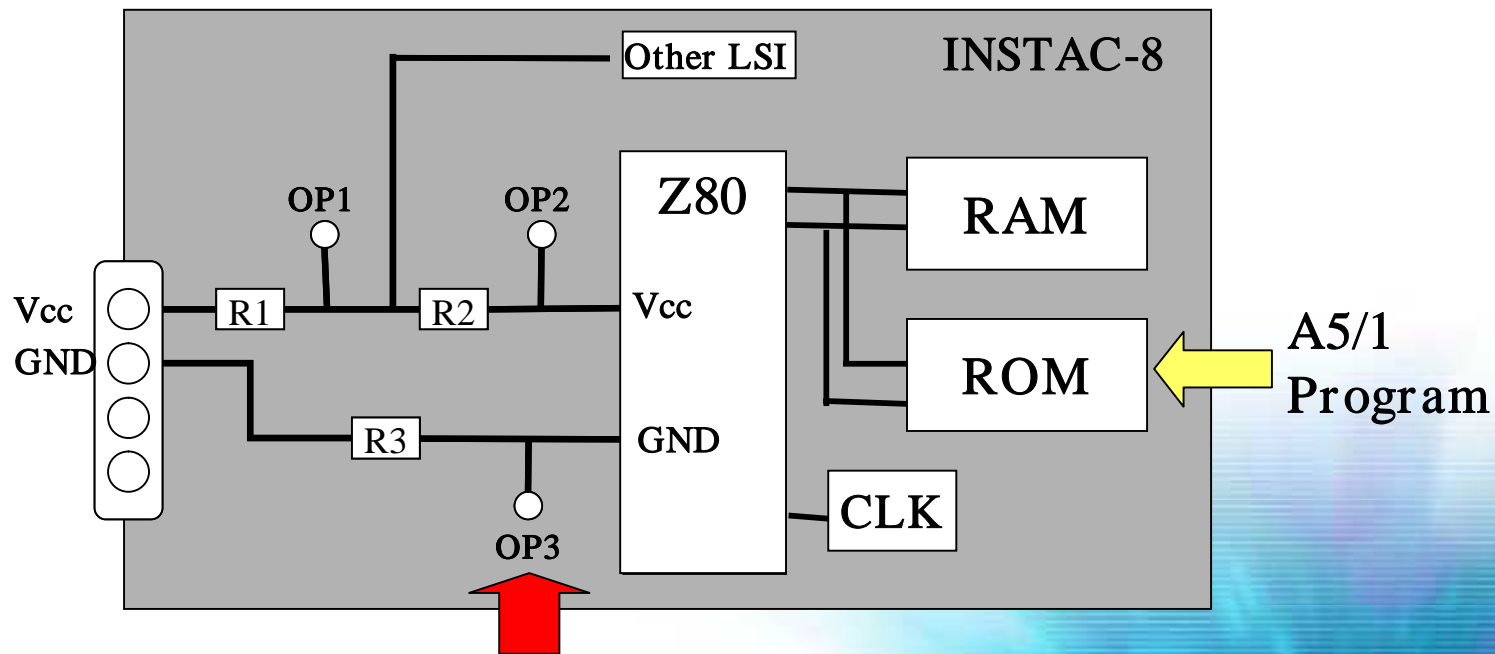 Other LSI
INSTAC-8
OP1
OP2
Z80
RAM
Vcc
R1
R2
Vcc
GND
ROM
A5/1
Program
R3
GND
CLK
OP3